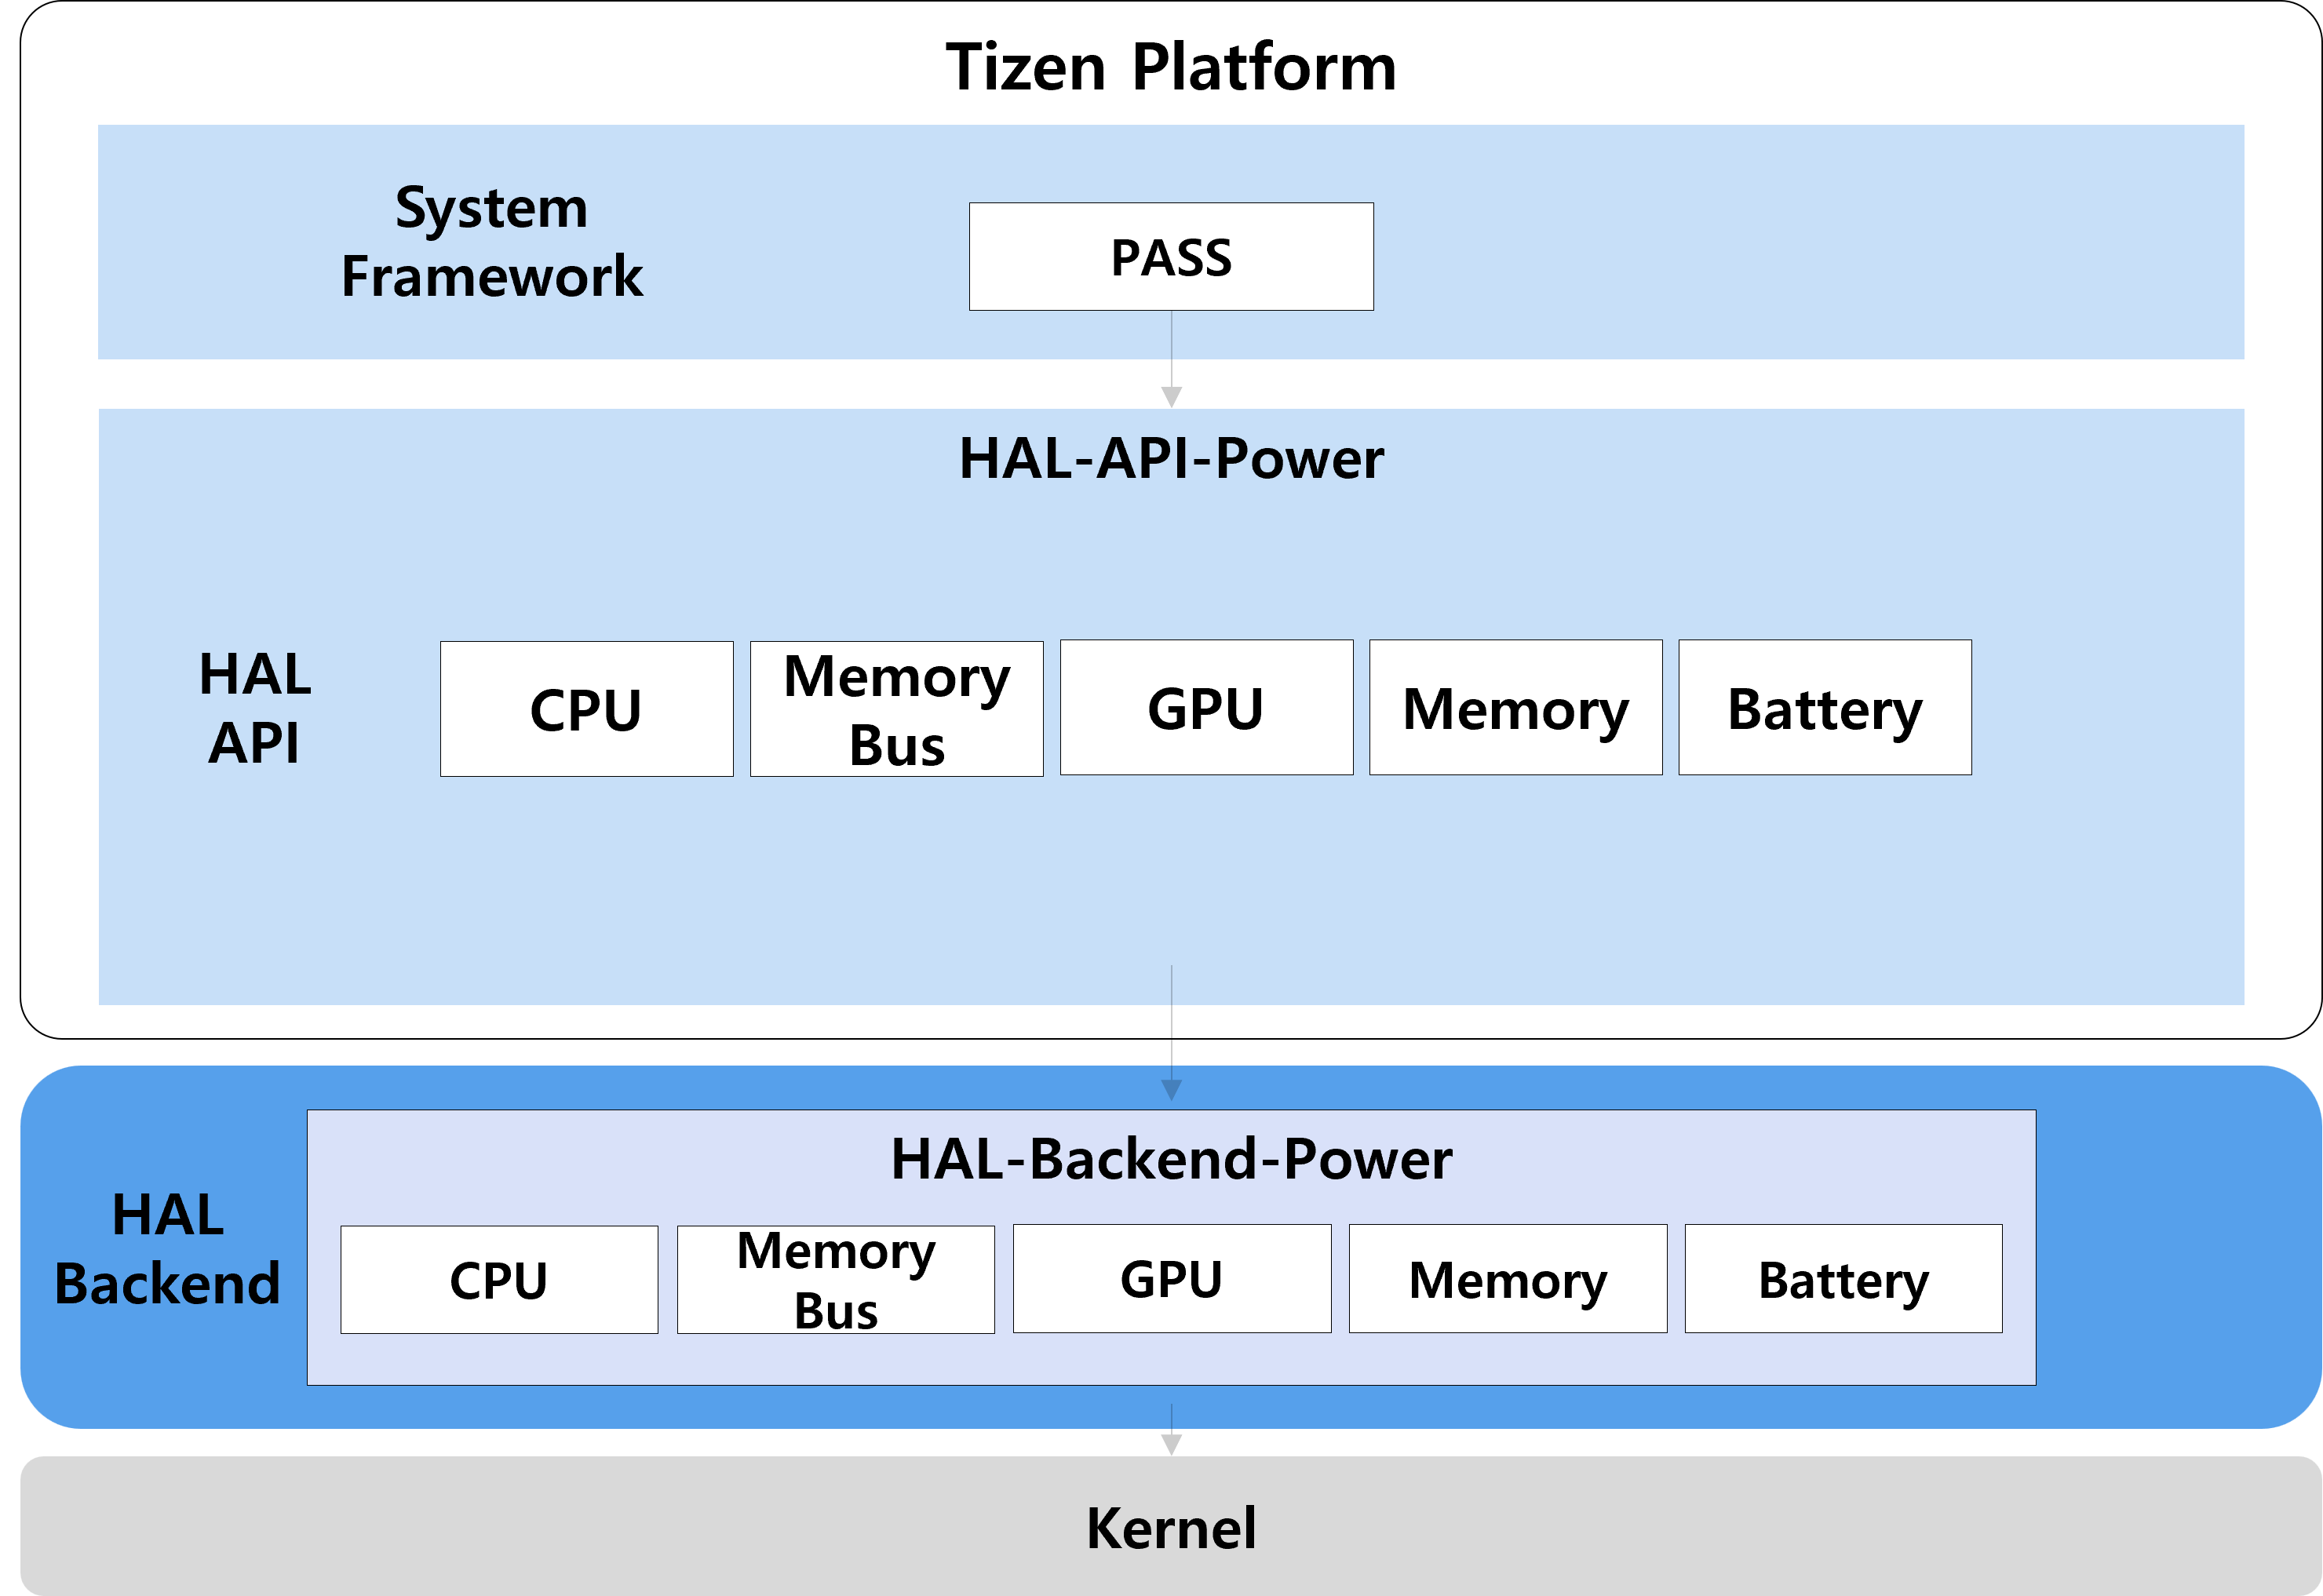 Tizen Platform
System
Framework
PASS
HAL-API-Power
HAL
API
CPU
Memory
Bus
GPU
Memory
Battery
HAL-Backend-Power
HAL
Backend
CPU
Memory
Bus
GPU
Memory
Battery
Kernel